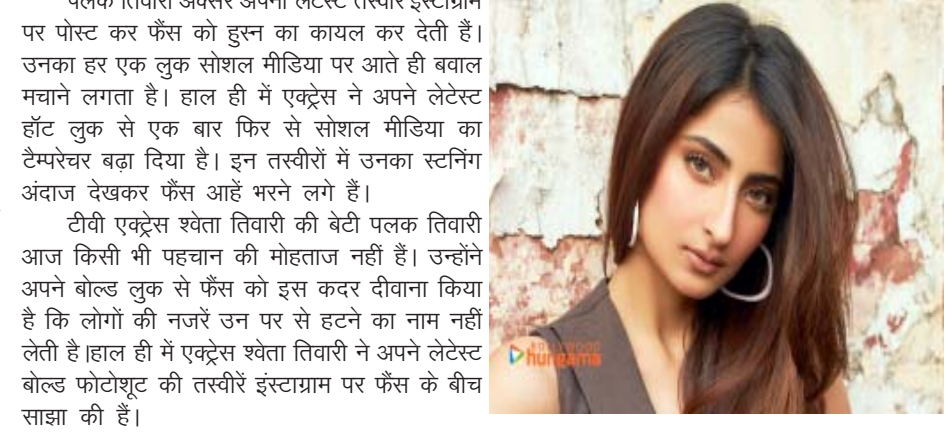 पलक तिवारी अक्सर अपनी लेटेस्ट तस्वीरें इंस्टाग्राम
पर पोस्ट कर फैंस को हुस्न का कायल कर देती हैं।
उनका हर एक लुक सोशल मीडिया पर आते ही बवाल
मचाने लगता है। हाल ही में एक्ट्रेस ने अपने लेटेस्ट
हॉट लुक से एक बार फिर से सोशल मीडिया का
टैम्परेचर बढ़ा दिया है। इन तस्वीरों में उनका स्टनिंग
अंदाज देखकर फैंस आहें भरने लगे हैं।
टीवी एक्ट्रेस श्वेता तिवारी की बेटी पलक तिवारी
आज किसी भी पहचान की मोहताज नहीं हैं। उन्होंने
अपने बोल्ड लुक से फैंस को इस कदर दीवाना किया
है कि लोगों की नजरें उन पर से हटने का नाम नहीं
लेती है।हाल ही में एक्ट्रेस श्वेता तिवारी ने अपने लेटेस्ट
बोल्ड फोटोशूट की तस्वीरें इंस्टाग्राम पर फैंस के बीच
साझा की हैं।
BOLLYWOOD
hungama